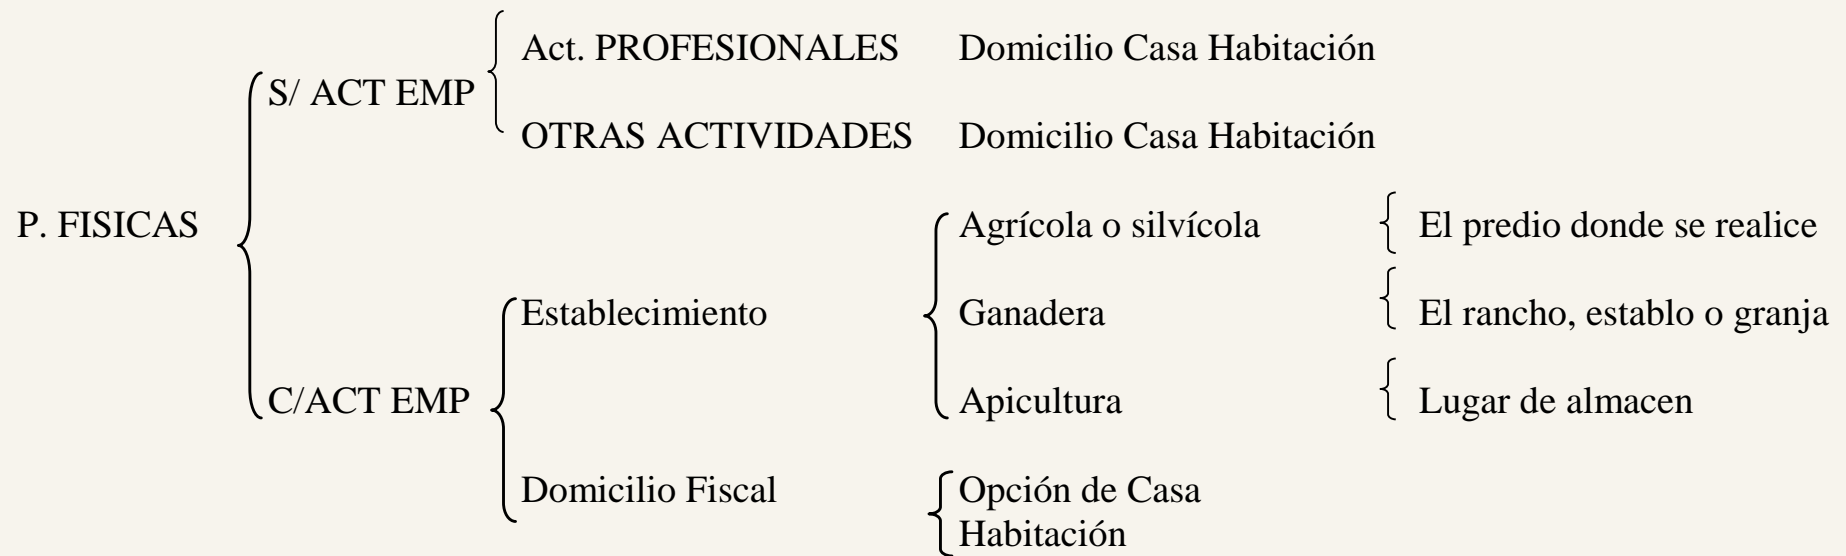 Act. PROFESIONALES Domicilio Casa Habitación
S/ ACT EMP
OTRAS ACTIVIDADES Domicilio Casa Habitación
P. FISICAS Agrícola o silvícola El predio donde se realice
Establecimiento Ganadera El rancho, establo o granja
C/ACT EMP Apicultura Lugar de almacen
Domicilio Fiscal Opción de Casa
Habitación